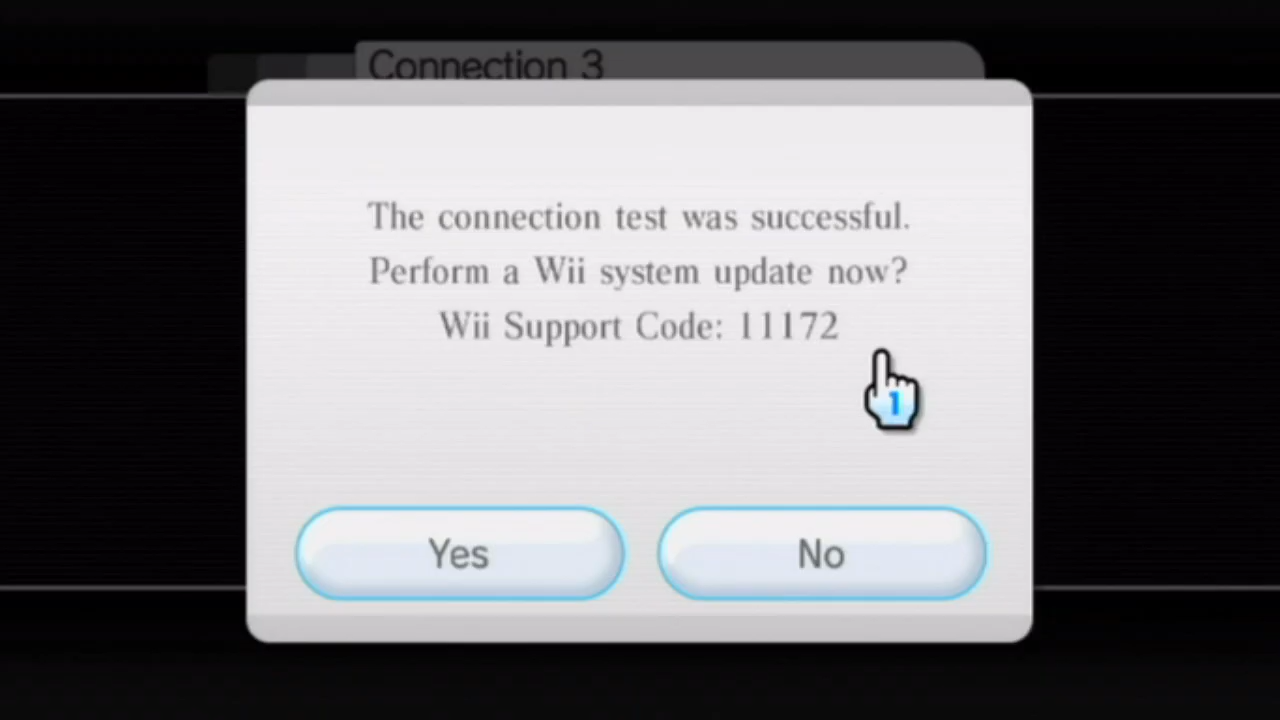 Connection 3
The connection test was successful.
Perform a Wii system update now?
Wii Support Code: 11172
1
Yes
No